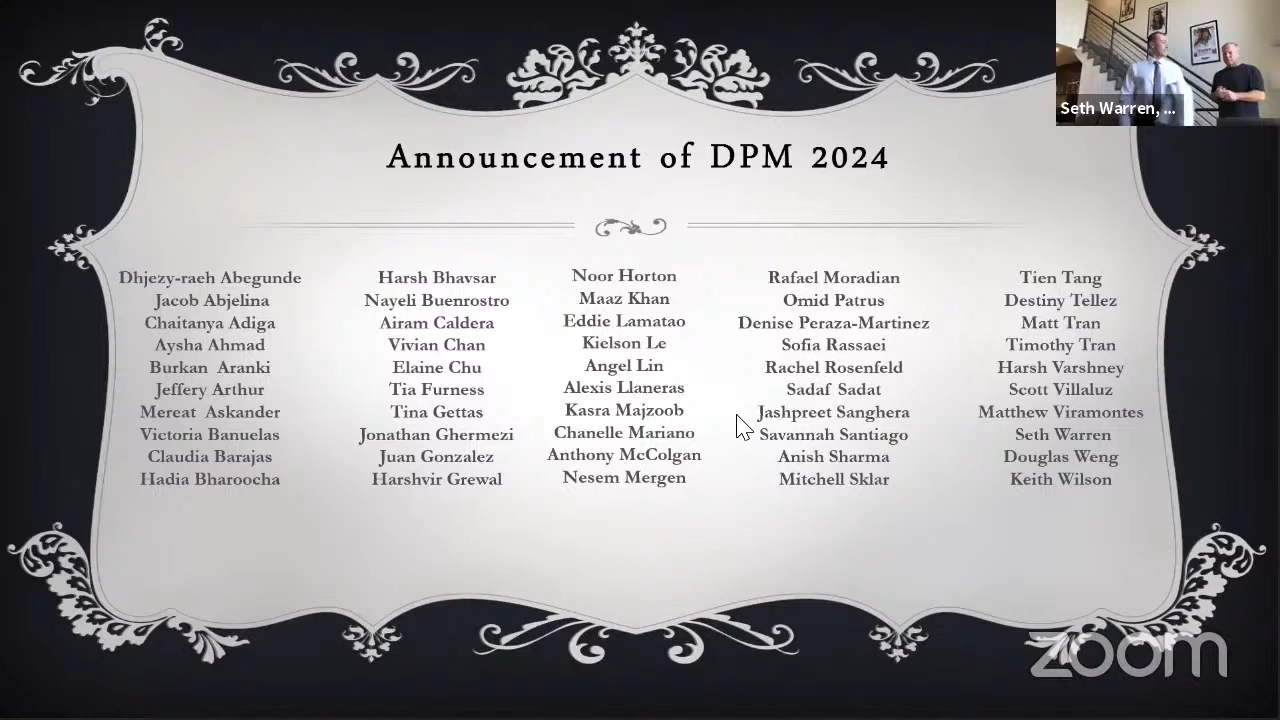 Seth Warren, ...
Announcement of DPM 2024
Dhjezy-raeh Abegunde
Jacob Abjelina
Chaitanya Adiga
Aysha Ahmad
Burkan Aranki
Jeffery Arthur
Mereat Askander
Victoria Banuelas
Claudia Barajas
Hadia Bharoocha
Harsh Bhavsar
Nayeli Buenrostro
Airam Caldera
Vivian Chan
Elaine Chu
Tia Furness
Tina Gettas
Jonathan Ghermezi
Juan Gonzalez
Harshvir Grewal
Noor Horton
Maaz Khan
Eddie Lamatao
Kielson Le
Angel Lin
Alexis Llaneras
Kasra Majzoob
Chanelle Mariano
Anthony McColgan
Nesem Mergen
Rafael Moradian
Omid Patrus
Denise Peraza-Martinez
Sofia Rassaei
Rachel Rosenfeld
Sadaf Sadat
Jashpreet Sanghera
Savannah Santiago
Anish Sharma
Mitchell Sklar
Tien Tang
Destiny Tellez
Matt Tran
Timothy Tran
Harsh Varshney
Scott Villaluz
Matthew Viramontes
Seth Warren
Douglas Weng
Keith Wilson
zoom